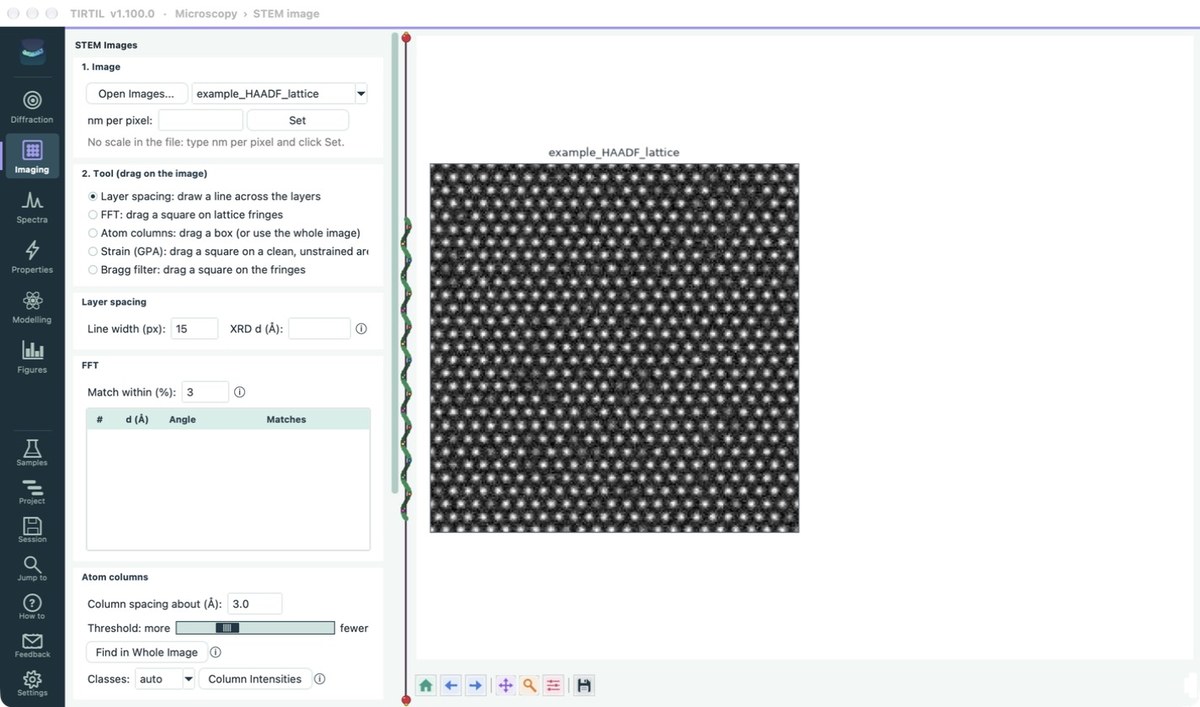 TIRTIL v1.100.0 · Microscopy › STEM image
Diffraction
Imaging
Spectra
Properties
Modelling
Figures
Samples
Project
Session
Jump to
How to
Feedback
Settings
STEM Images
1. Image
Open Images... example_HAADF_lattice
nm per pixel: Set
No scale in the file: type nm per pixel and click Set.
2. Tool (drag on the image)
Layer spacing: draw a line across the layers
FFT: drag a square on lattice fringes
Atom columns: drag a box (or use the whole image)
Strain (GPA): drag a square on a clean, unstrained are
Bragg filter: drag a square on the fringes
Layer spacing
Line width (px): 15 XRD d (Å): ⓘ
FFT
Match within (%): 3 ⓘ
# d (Å) Angle Matches
Atom columns
Column spacing about (Å): 3.0
Threshold: more fewer
Find in Whole Image ⓘ
Classes: auto Column Intensities ⓘ
example_HAADF_lattice